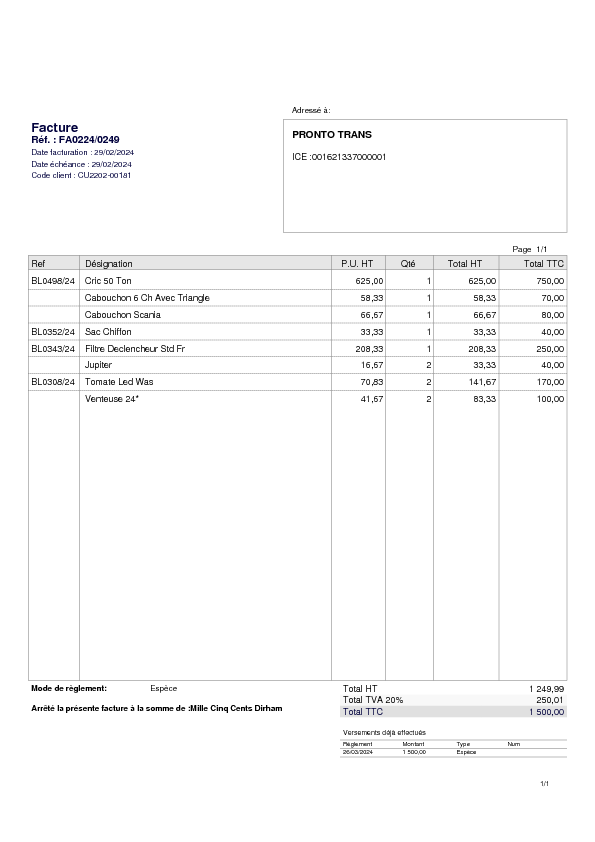 Adressé à:
Facture
Réf. : FA0224/0249
Date facturation : 29/02/2024
Date échéance : 29/02/2024
Code client : CU2202-00181
PRONTO TRANS
ICE :001621337000001
Page 1/1
Ref Désignation P.U. HT Qté Total HT Total TTC
BL0498/24 Cric 50 Ton 625,00 1 625,00 750,00
Cabouchon 6 Ch Avec Triangle 58,33 1 58,33 70,00
Cabouchon Scania 66,67 1 66,67 80,00
BL0352/24 Sac Chiffon 33,33 1 33,33 40,00
BL0343/24 Filtre Declencheur Std Fr 208,33 1 208,33 250,00
Jupiter 16,67 2 33,33 40,00
BL0308/24 Tomate Led Was 70,83 2 141,67 170,00
Venteuse 24* 41,67 2 83,33 100,00
Mode de règlement: Espèce
Arrêté la présente facture à la somme de :Mille Cinq Cents Dirham
Total HT 1 249,99
Total TVA 20% 250,01
Total TTC 1 500,00
Versements déjà effectués
Règlement Montant Type Num
26/03/2024 1 500,00 Espèce
1/1